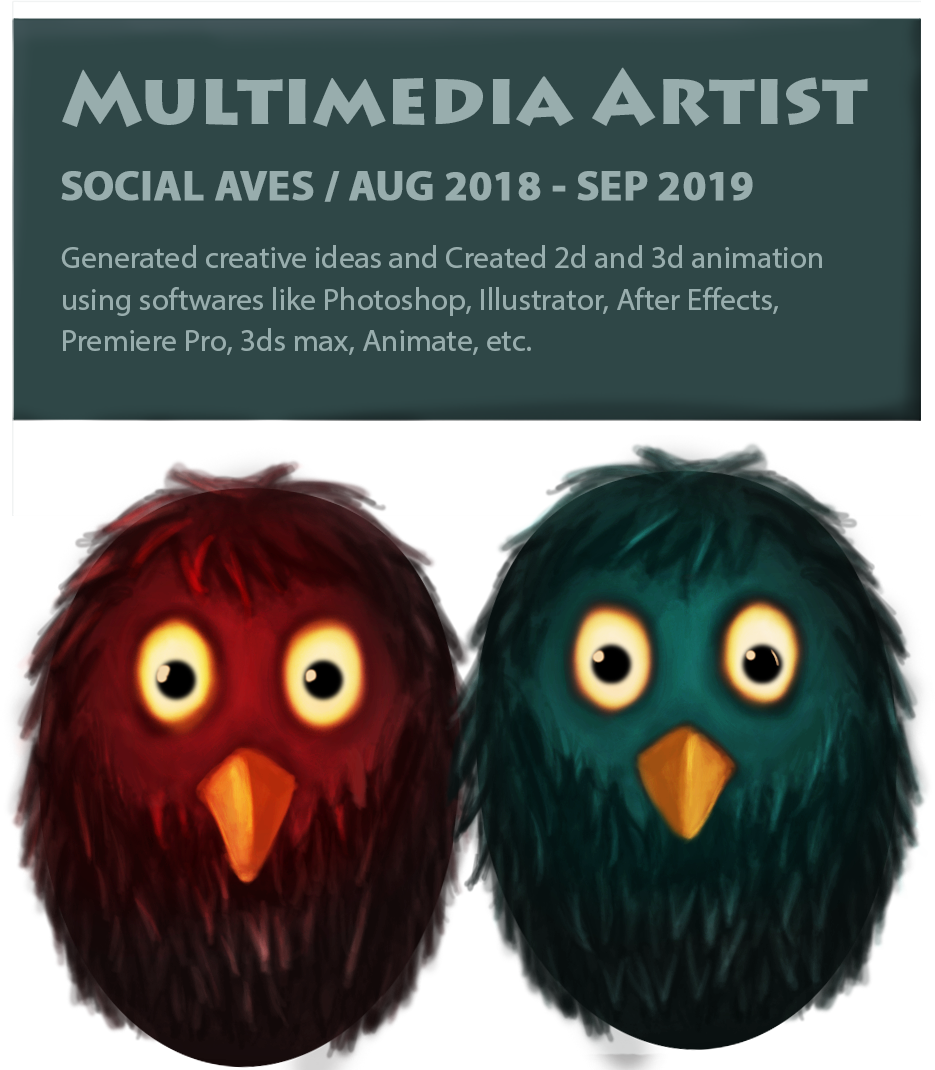 Multimedia Artist
SOCIAL AVES / AUG 2018 - SEP 2019
Generated creative ideas and Created 2d and 3d animation
using softwares like Photoshop, Illustrator, After Effects,
Premiere Pro, 3ds max, Animate, etc.